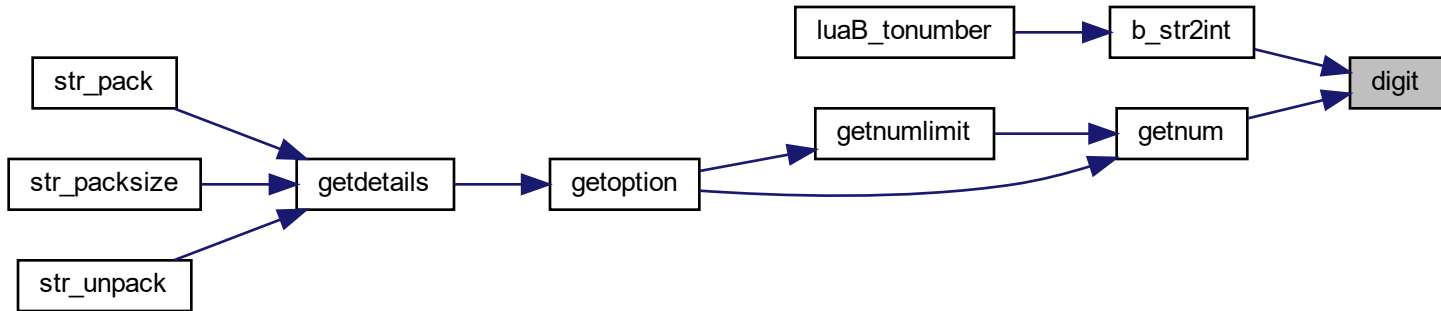 luaB_tonumber
b_str2int
str_pack
digit
getnumlimit
getnum
str_packsize
getdetails
getoption
str_unpack